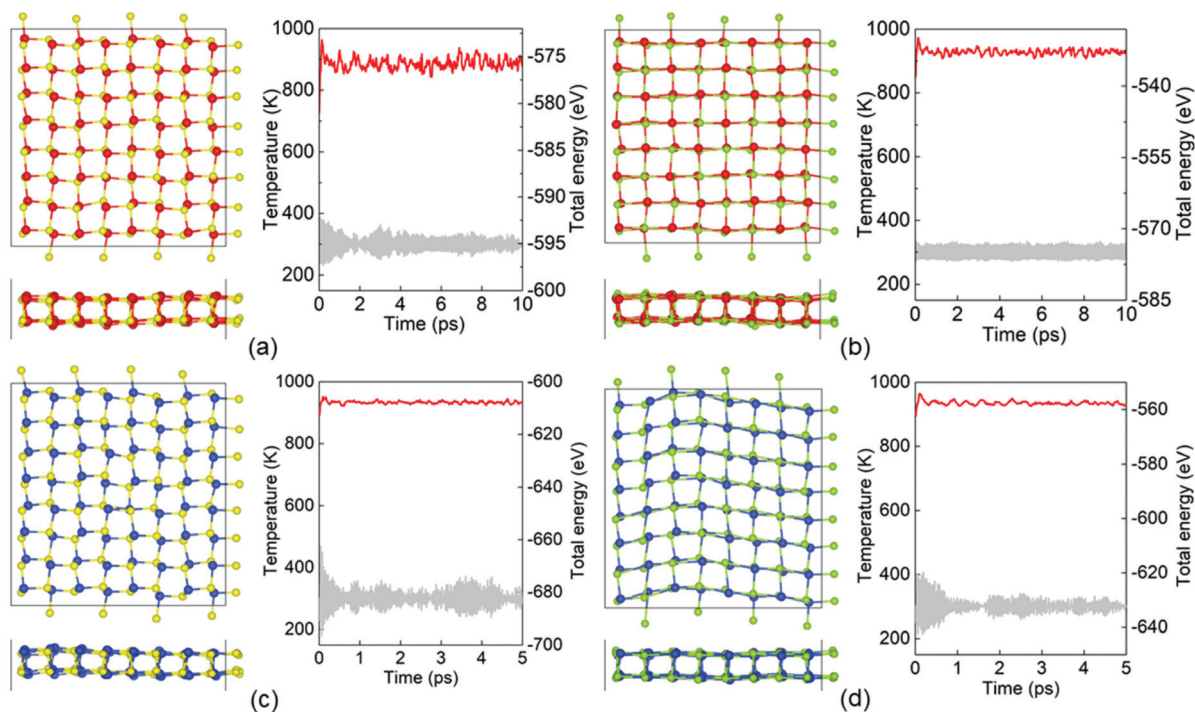 1000
800
600
400
200
Temperature (K)
-575
-580
-585
-590
-595
-600
Total energy (eV)
0 2 4 6 8 10
Time (ps)
(a)
1000
800
600
400
200
Temperature (K)
-540
-555
-570
-585
Total energy (eV)
0 2 4 6 8 10
Time (ps)
(b)
1000
800
600
400
200
Temperature (K)
-600
-620
-640
-660
-680
-700
Total energy (eV)
0 1 2 3 4 5
Time (ps)
(c)
1000
800
600
400
200
Temperature (K)
-560
-580
-600
-620
-640
Total energy (eV)
0 1 2 3 4 5
Time (ps)
(d)